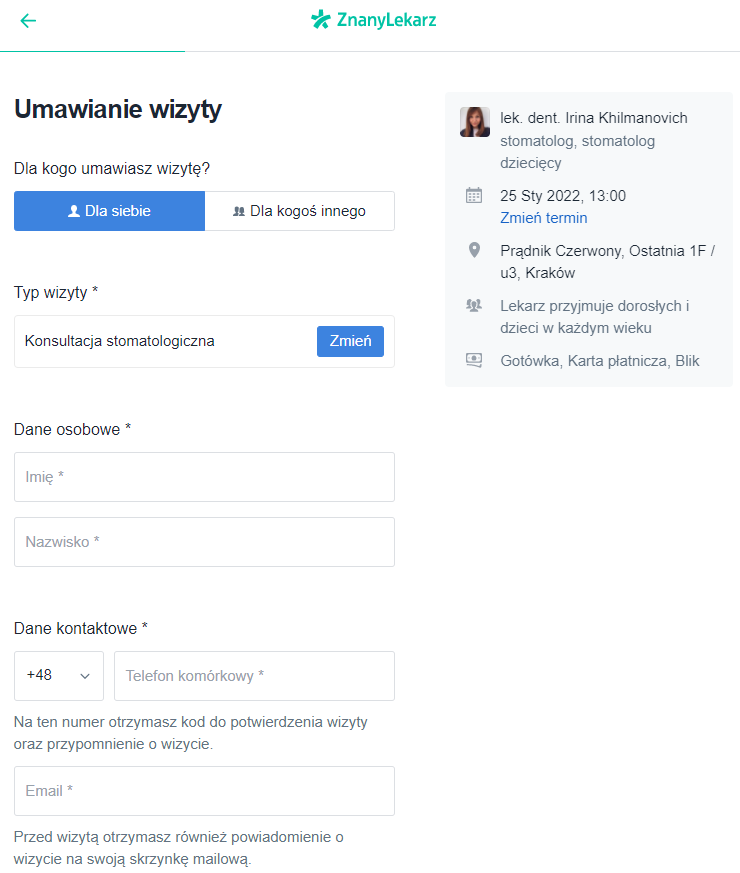 ZnanyLekarz
Umawianie wizyty
Dla kogo umawiasz wizytę?
Dla siebie
Dla kogoś innego
Typ wizyty *
Konsultacja stomatologiczna
Zmień
Dane osobowe *
Imię *
Nazwisko *
Dane kontaktowe *
+48
Telefon komórkowy *
Na ten numer otrzymasz kod do potwierdzenia wizyty
oraz przypomnienie o wizycie.
Email *
Przed wizytą otrzymasz również powiadomienie o
wizycie na swoją skrzynkę mailową.
lek. dent. Irina Khilmanovich
stomatolog, stomatolog
dziecięcy
25 Sty 2022, 13:00
Zmień termin
Prądnik Czerwony, Ostatnia 1F /
u3, Kraków
Lekarz przyjmuje dorosłych i
dzieci w każdym wieku
Gotówka, Karta płatnicza, Blik